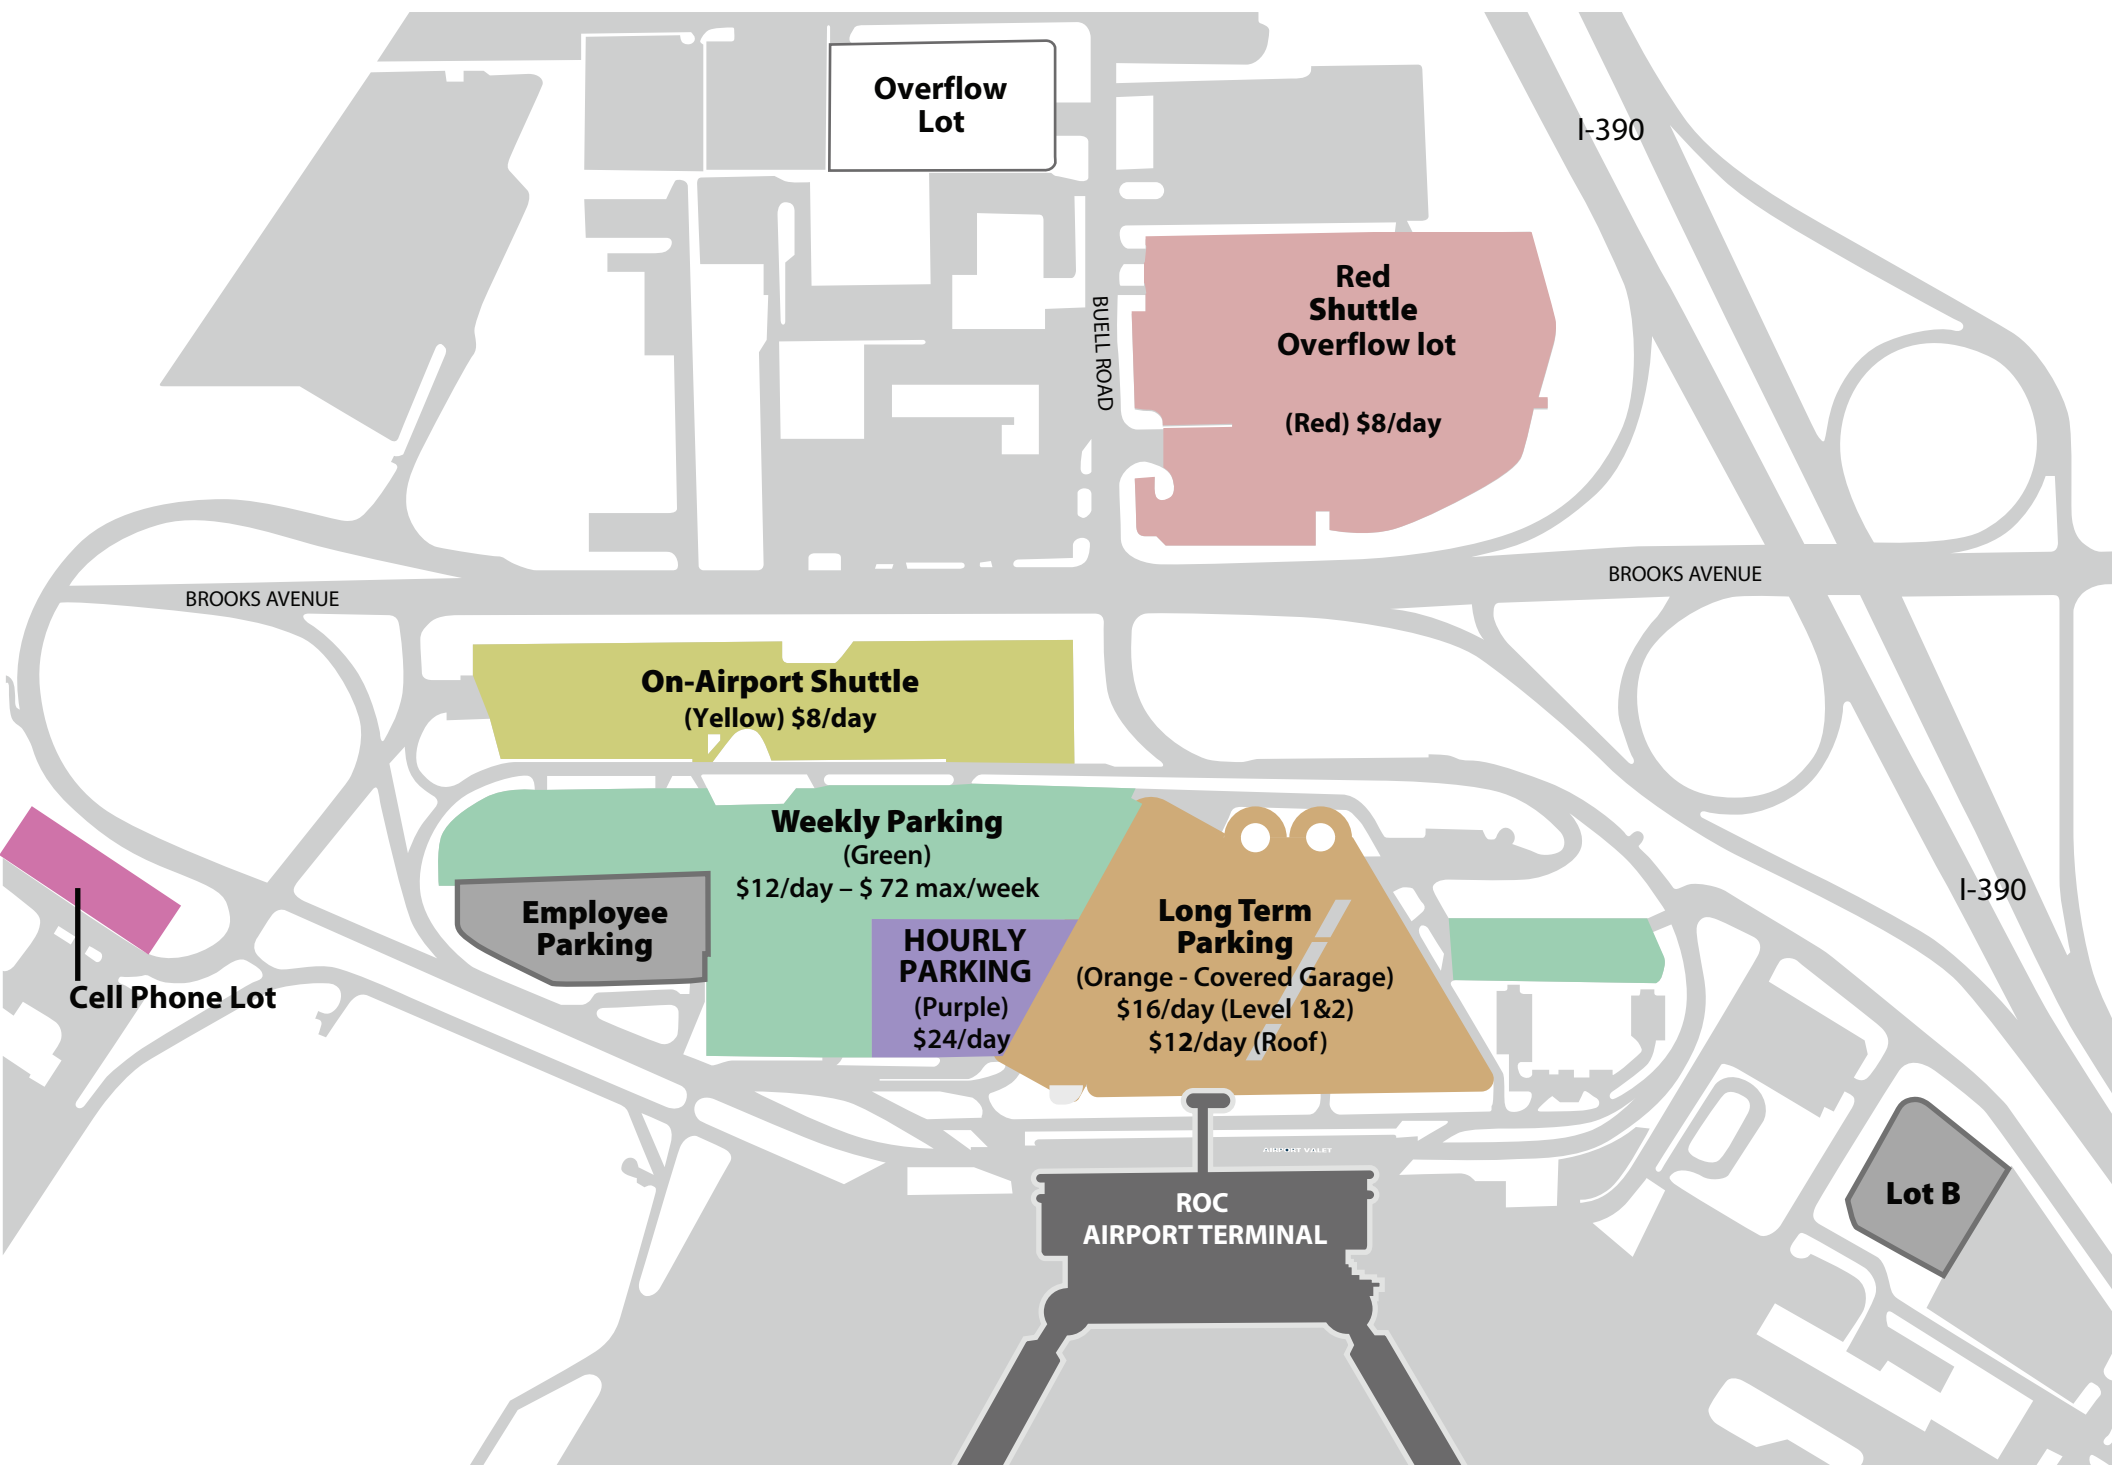 Overflow
Lot
I-390
Red
Shuttle
Overflow lot
(Red) $8/day
BUELL ROAD
BROOKS AVENUE
BROOKS AVENUE
On-Airport Shuttle
(Yellow) $8/day
Weekly Parking
(Green)
$12/day – $ 72 max/week
Employee
Parking
HOURLY
PARKING
(Purple)
$24/day
Long Term
Parking
(Orange - Covered Garage)
$16/day (Level 1&2)
$12/day (Roof)
I-390
Cell Phone Lot
AIRPORT VALET
ROC
AIRPORT TERMINAL
Lot B